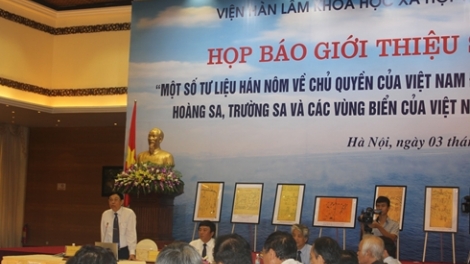 VIỆN HÀN LÂM KHOA HỌC XÃ HỘI
HỌP BÁO GIỚI THIỆU
"MỘT SỐ TƯ LIỆU HÁN NÔM VỀ CHỦ QUYỀN CỦA VIỆT NAM
HOÀNG SA, TRƯỜNG SA VÀ CÁC VÙNG BIỂN CỦA VIỆT N
Hà Nội, ngày 03 thá